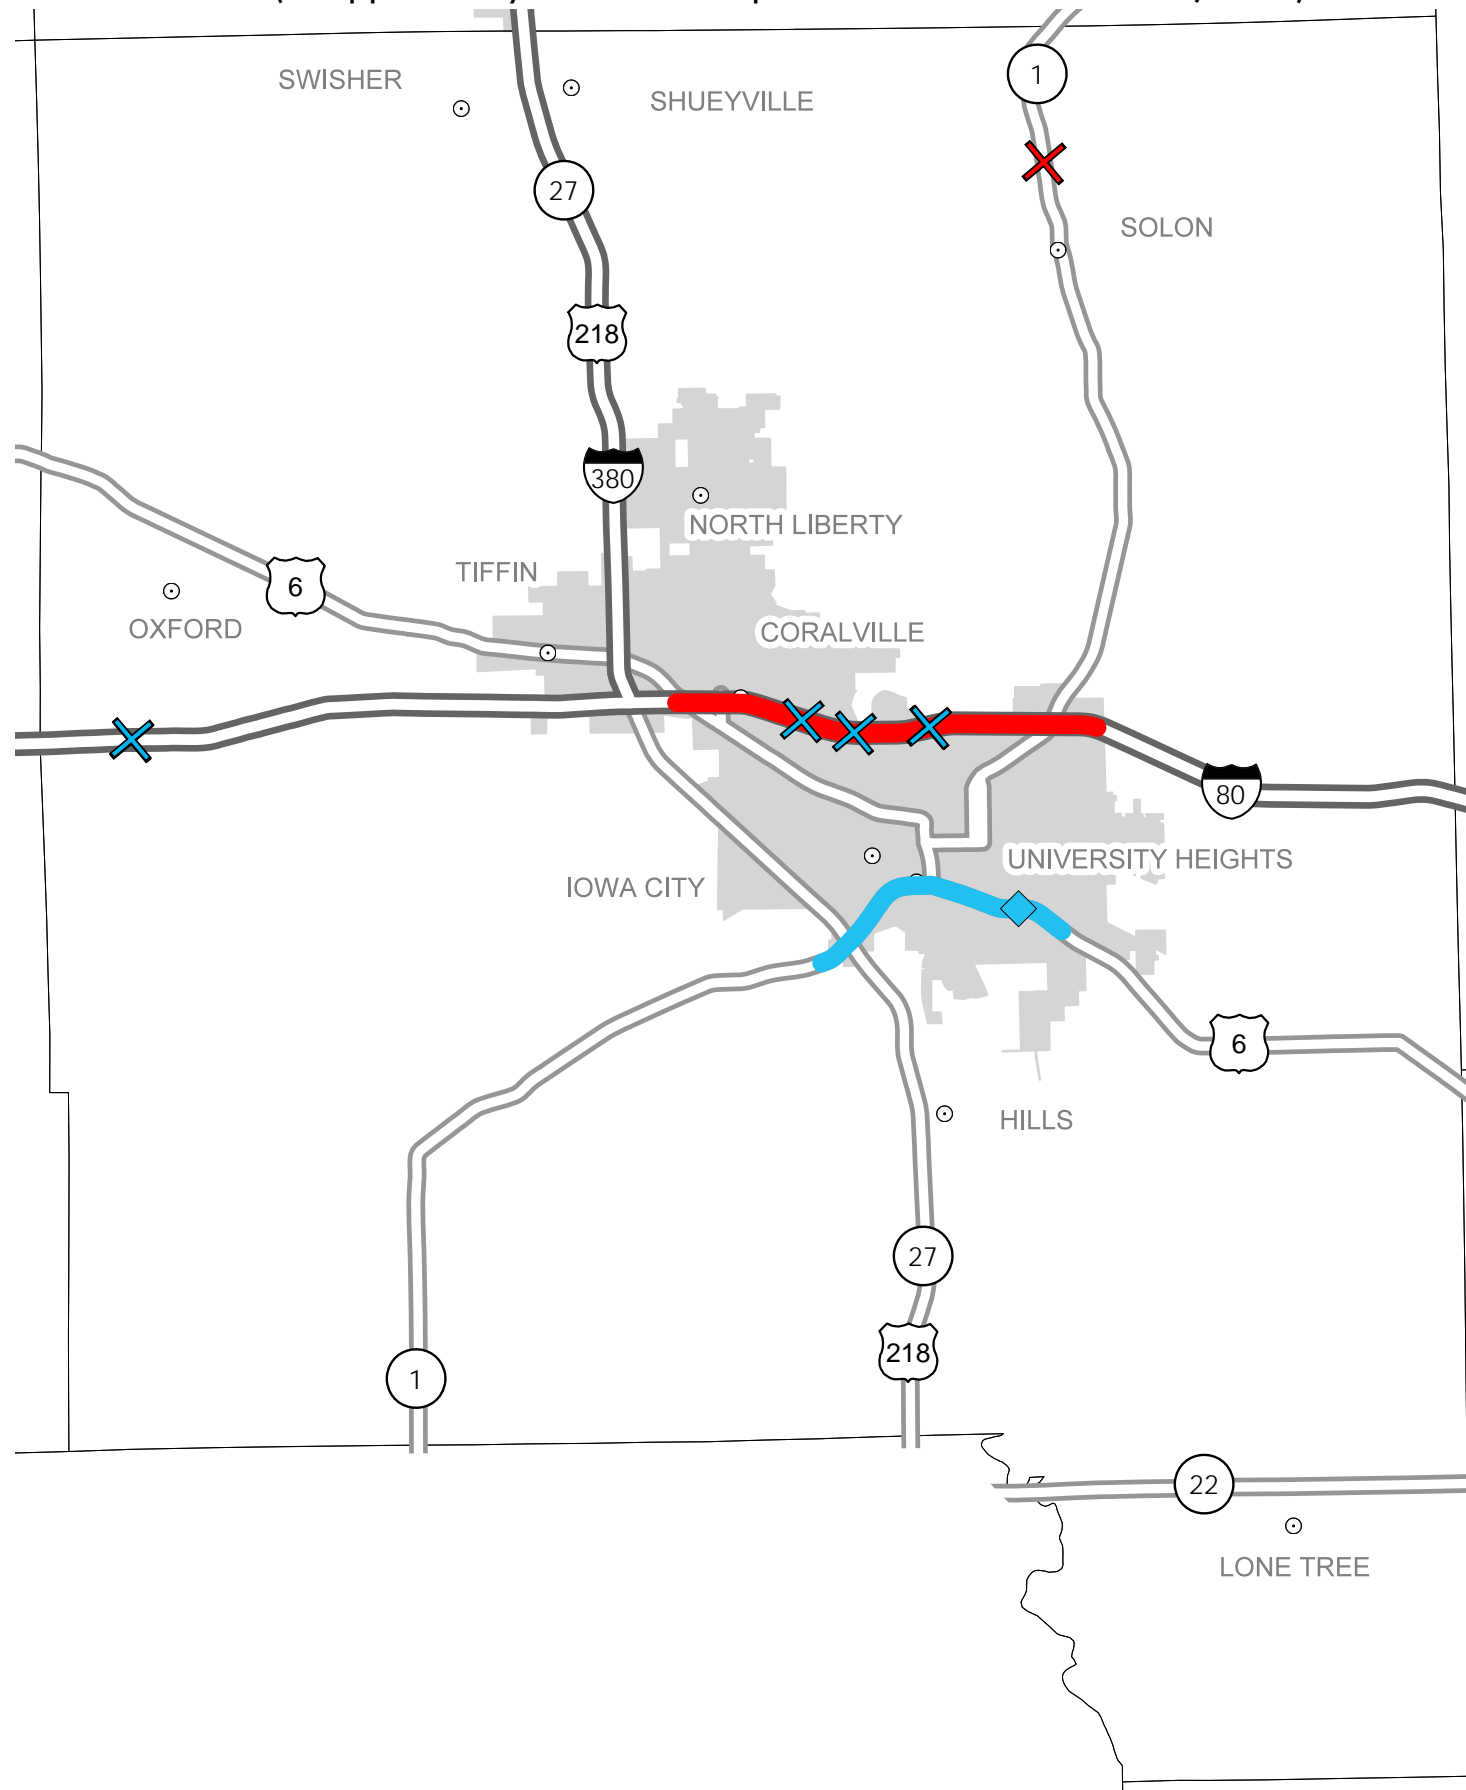 SWISHER
SHUEYVILLE
1
27
SOLON
218
380
NORTH LIBERTY
TIFFIN
6
OXFORD
CORALVILLE
80
UNIVERSITY HEIGHTS
IOWA CITY
6
HILLS
27
218
1
22
LONE TREE